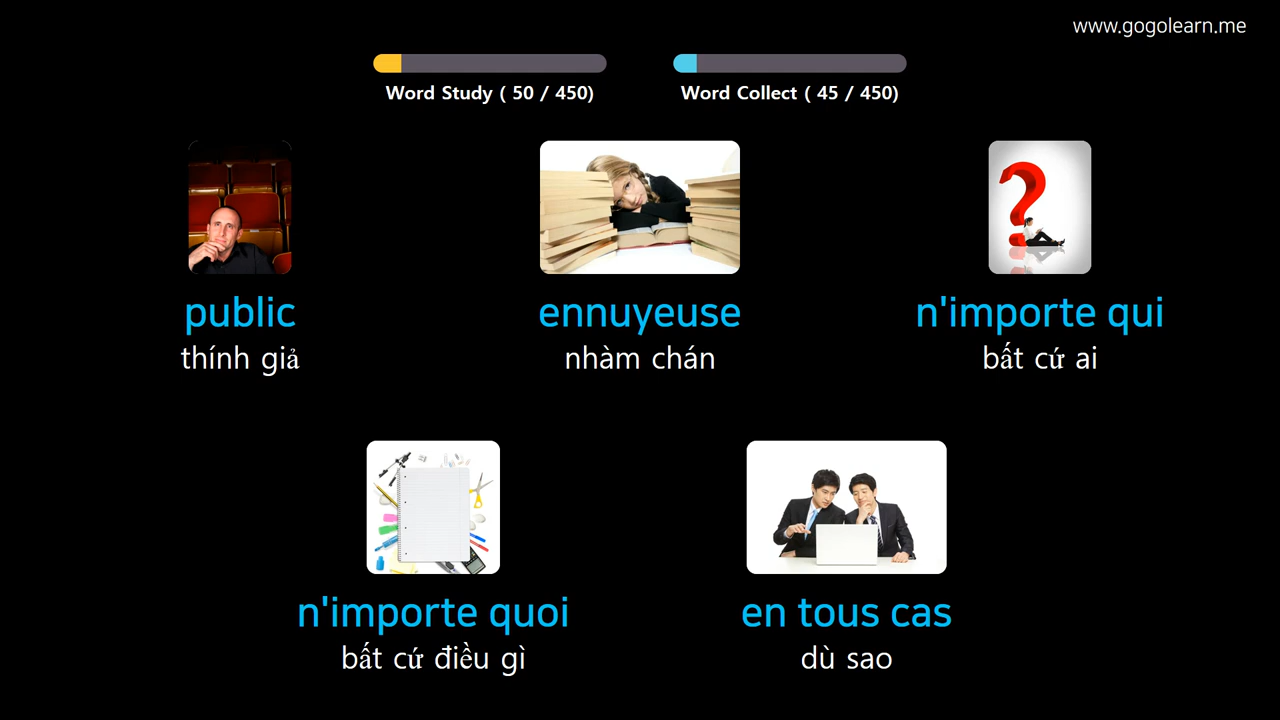 www.gogolearn.me
Word Study ( 50 / 450)
Word Collect ( 45 / 450)
public
thính giả
ennuyeuse
nhàm chán
n'importe qui
bất cứ ai
n'importe quoi
bất cứ điều gì
en tous cas
dù sao